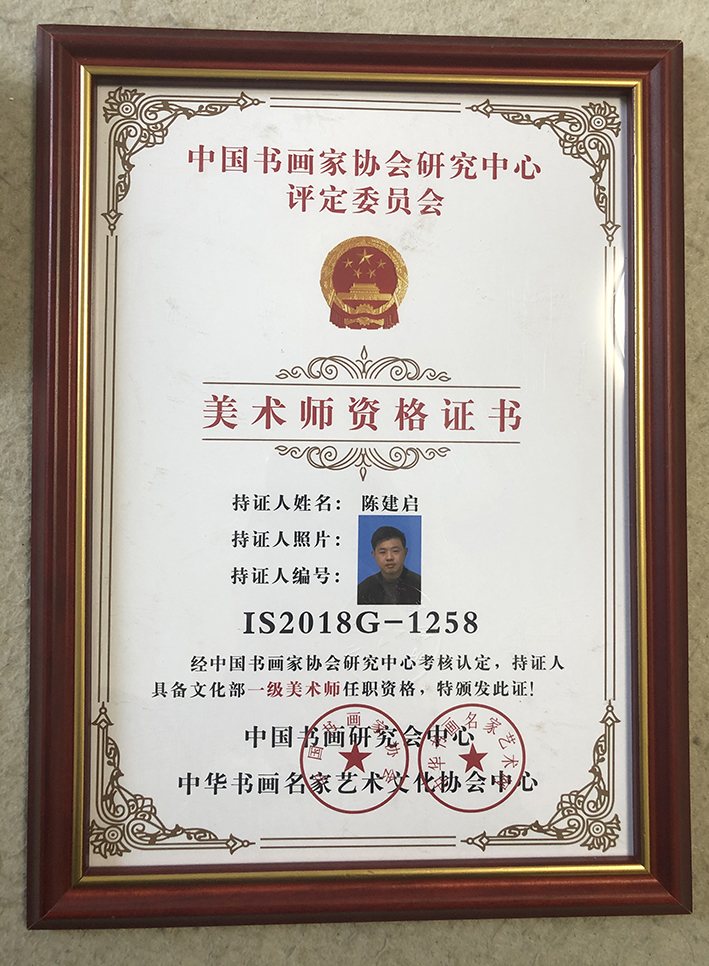 中国书画家协会研究中心
评定委员会
美术师资格证书
持证人姓名： 陈建启
持证人照片：
持证人编号：
IS2018G-1258
经中国书画家协会研究中心考核认定，持证人
具备文化部一级美术师任职资格，特颁发此证!
中国书画研究会中心
中华书画名家艺术文化协会中心